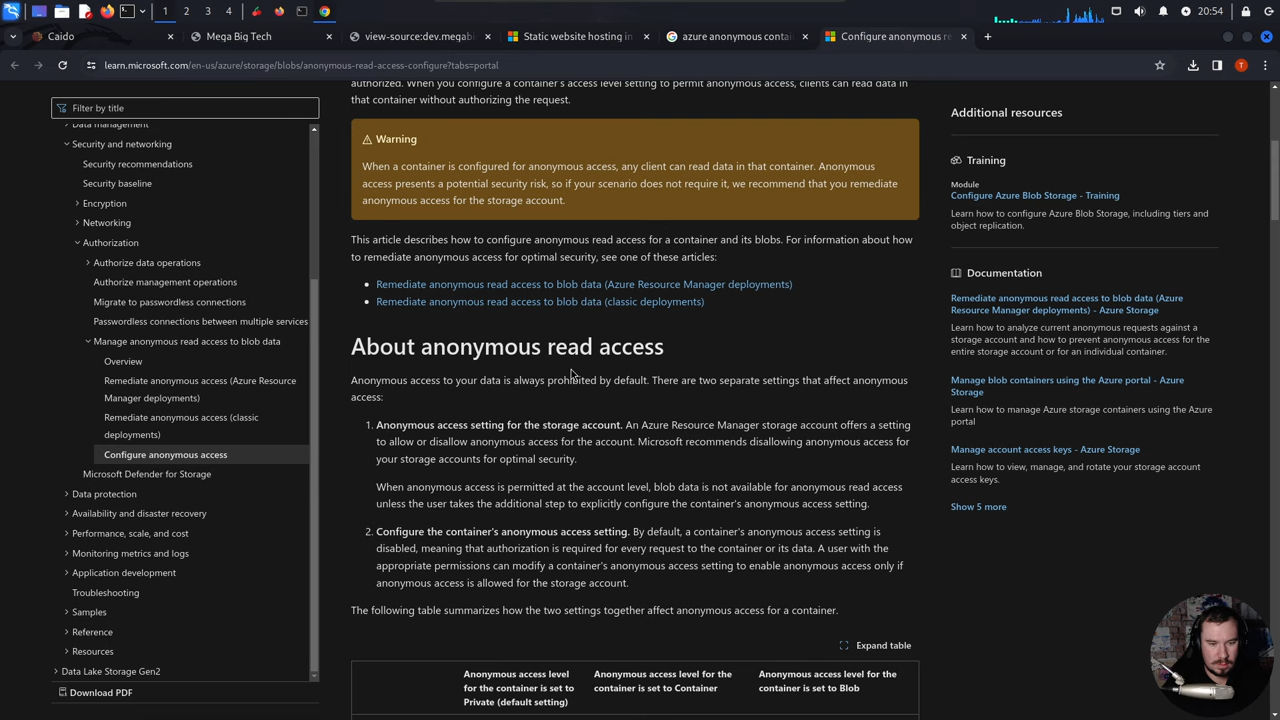 1 2 3 4
20:54
Caido
Mega Big Tech
view-source:dev.megabi
Static website hosting in
azure anonymous contai
Configure anonymous re
learn.microsoft.com/en-us/azure/storage/blobs/anonymous-read-access-configure?tabs=portal
T
Filter by title
Data management
Security and networking
Security recommendations
Security baseline
Encryption
Networking
Authorization
Authorize data operations
Authorize management operations
Migrate to passwordless connections
Passwordless connections between multiple services
Manage anonymous read access to blob data
Overview
Remediate anonymous access (Azure Resource
Manager deployments)
Remediate anonymous access (classic
deployments)
Configure anonymous access
Microsoft Defender for Storage
Data protection
Availability and disaster recovery
Performance, scale, and cost
Monitoring metrics and logs
Application development
Troubleshooting
Samples
Reference
Resources
Data Lake Storage Gen2
Download PDF
authorized. When you configure a container's access level setting to permit anonymous access, clients can read data in
that container without authorizing the request.
Warning
When a container is configured for anonymous access, any client can read data in that container. Anonymous
access presents a potential security risk, so if your scenario does not require it, we recommend that you remediate
anonymous access for the storage account.
This article describes how to configure anonymous read access for a container and its blobs. For information about how
to remediate anonymous access for optimal security, see one of these articles:
• Remediate anonymous read access to blob data (Azure Resource Manager deployments)
• Remediate anonymous read access to blob data (classic deployments)
About anonymous read access
Anonymous access to your data is always prohibited by default. There are two separate settings that affect anonymous
access:
1. Anonymous access setting for the storage account. An Azure Resource Manager storage account offers a setting
to allow or disallow anonymous access for the account. Microsoft recommends disallowing anonymous access for
your storage accounts for optimal security.
When anonymous access is permitted at the account level, blob data is not available for anonymous read access
unless the user takes the additional step to explicitly configure the container's anonymous access setting.
2. Configure the container's anonymous access setting. By default, a container's anonymous access setting is
disabled, meaning that authorization is required for every request to the container or its data. A user with the
appropriate permissions can modify a container's anonymous access setting to enable anonymous access only if
anonymous access is allowed for the storage account.
The following table summarizes how the two settings together affect anonymous access for a container.
Expand table
Anonymous access level
for the container is set to
Private (default setting)
Anonymous access level for the
container is set to Container
Anonymous access level for the
container is set to Blob
Additional resources
Training
Module
Configure Azure Blob Storage - Training
Learn how to configure Azure Blob Storage, including tiers and
object replication.
Documentation
Remediate anonymous read access to blob data (Azure
Resource Manager deployments) - Azure Storage
Learn how to analyze current anonymous requests against a
storage account and how to prevent anonymous access for the
entire storage account or for an individual container.
Manage blob containers using the Azure portal - Azure
Storage
Learn how to manage Azure storage containers using the Azure
portal
Manage account access keys - Azure Storage
Learn how to view, manage, and rotate your storage account
access keys.
Show 5 more